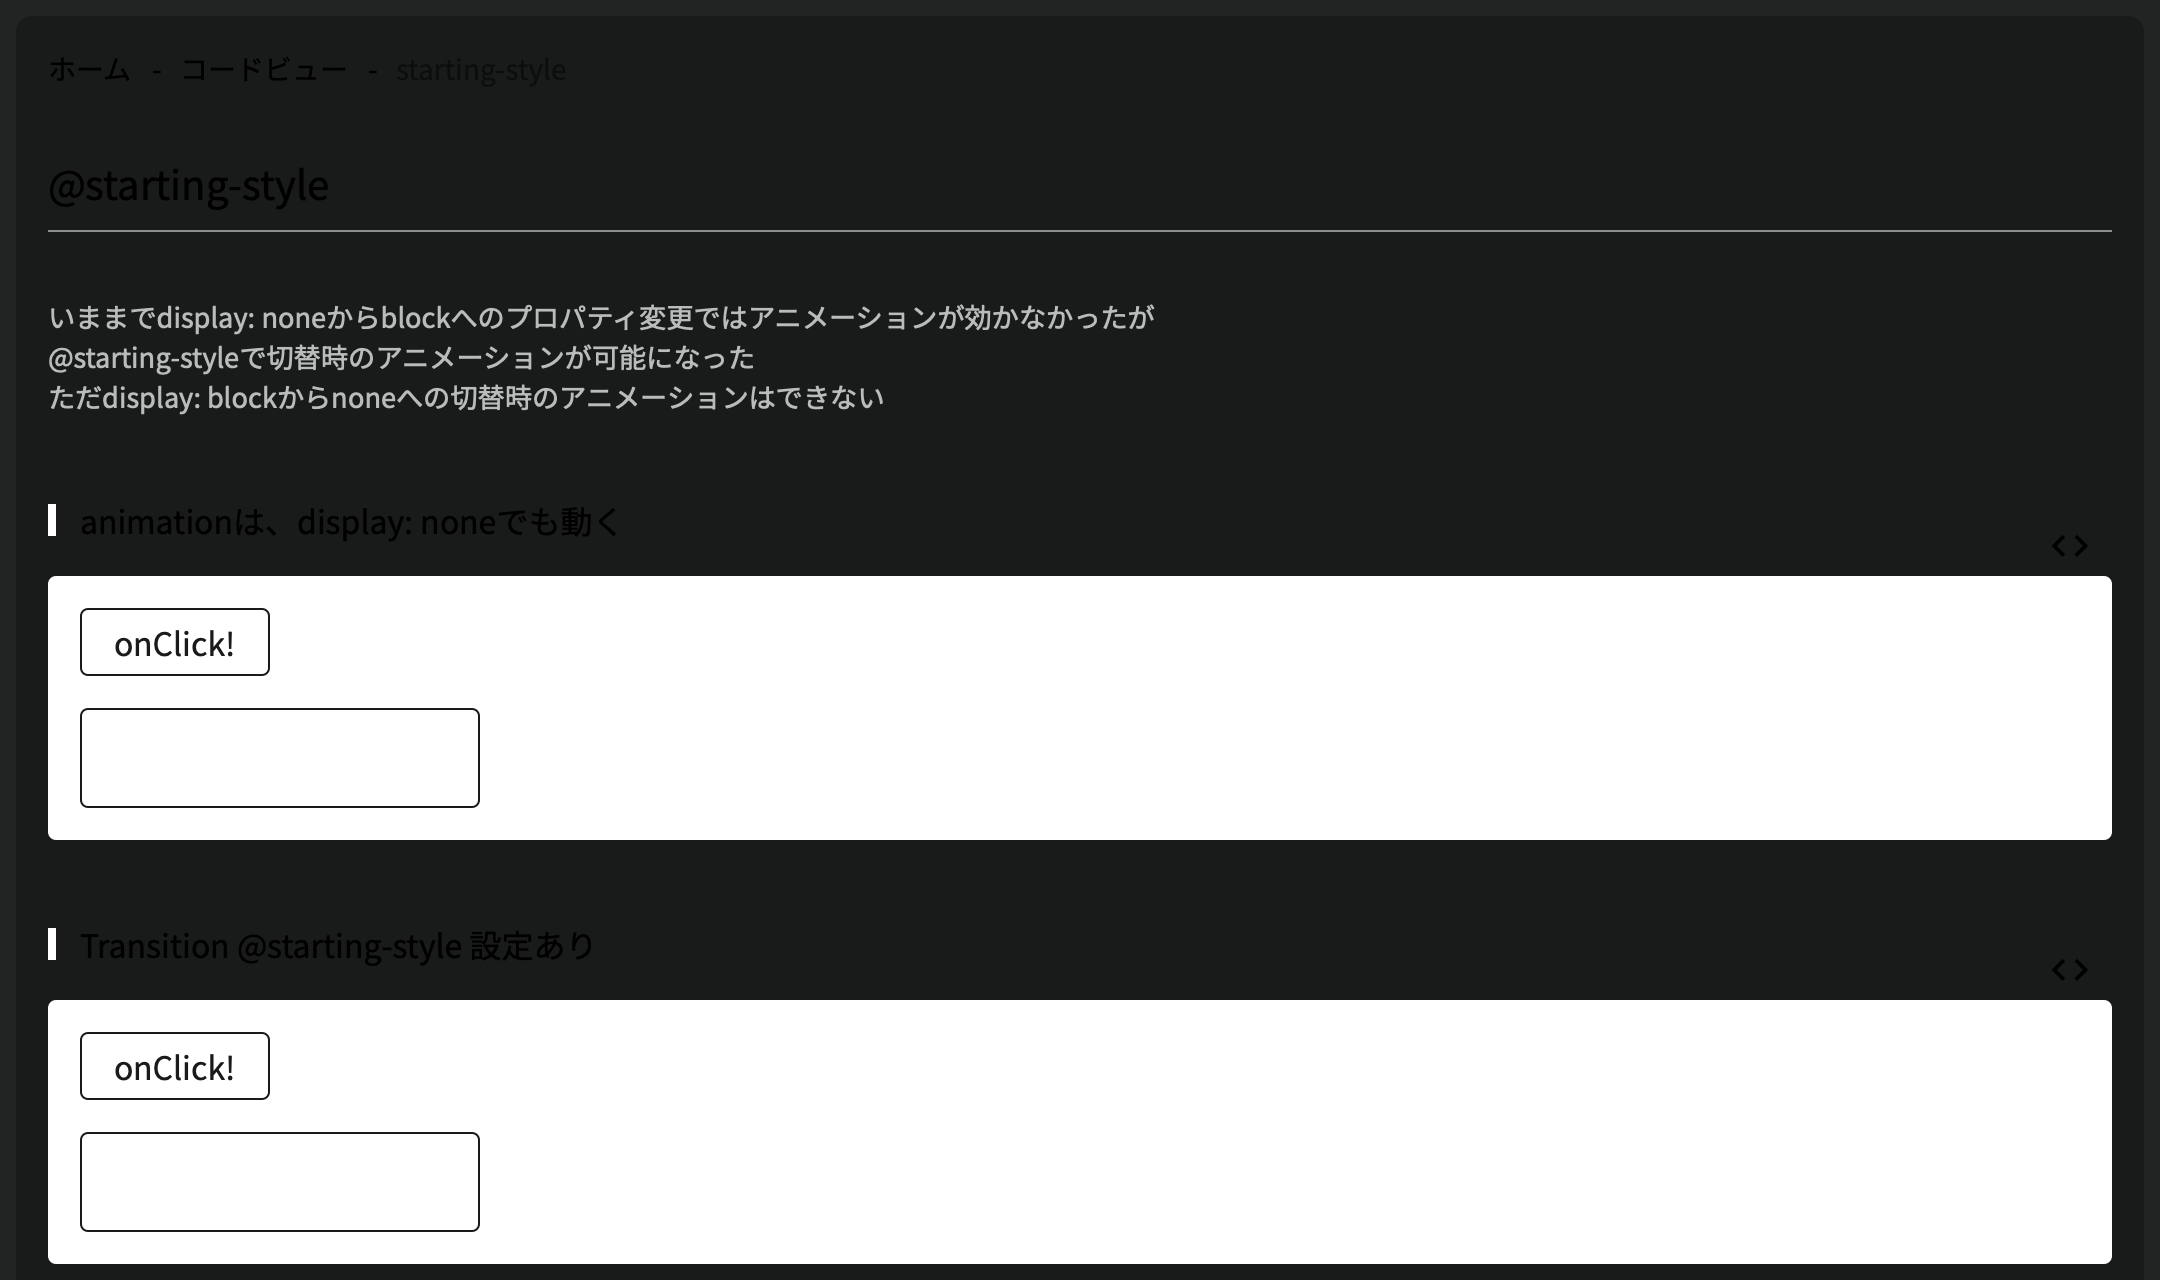 ホーム - コードビュー - starting-style
@starting-style
いままでdisplay: noneからblockへのプロパティ変更ではアニメーションが効かなかったが
@starting-styleで切替時のアニメーションが可能になった
ただdisplay: blockからnoneへの切替時のアニメーションはできない
animationは、display: noneでも動く
<>
onClick!
Transition @starting-style 設定あり
<>
onClick!